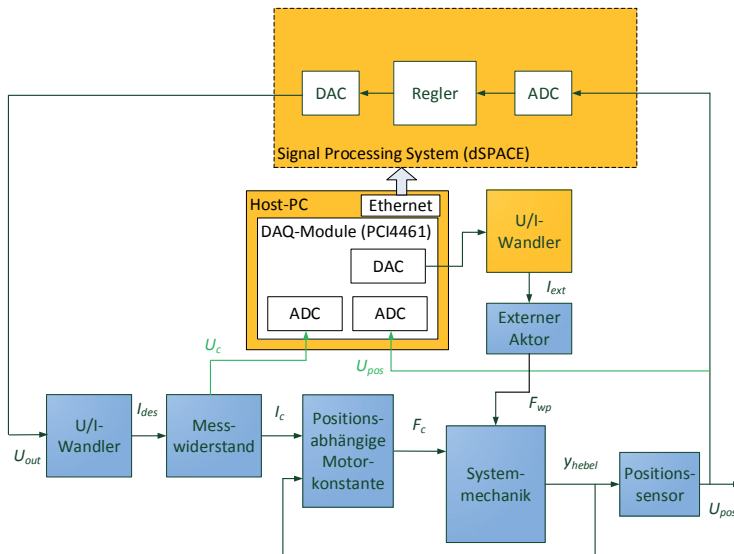 DAC
Regler
ADC
Signal Processing System (dSPACE)
Host-PC
Ethernet
DAQ-Module (PCI4461)
DAC
ADC
ADC
U/I-
Wandler
I_ext
Externer
Aktor
U_c
U_pos
F_wp
U_out
U/I-
Wandler
I_des
Mess-
widerstand
I_c
Positions-
abhängige
Motor-
konstante
F_c
System-
mechanik
y_hebel
Positions-
sensor
U_pos